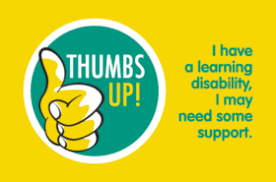 THUMBS
UP!
I have
a learning
disability,
I may
need some
support.